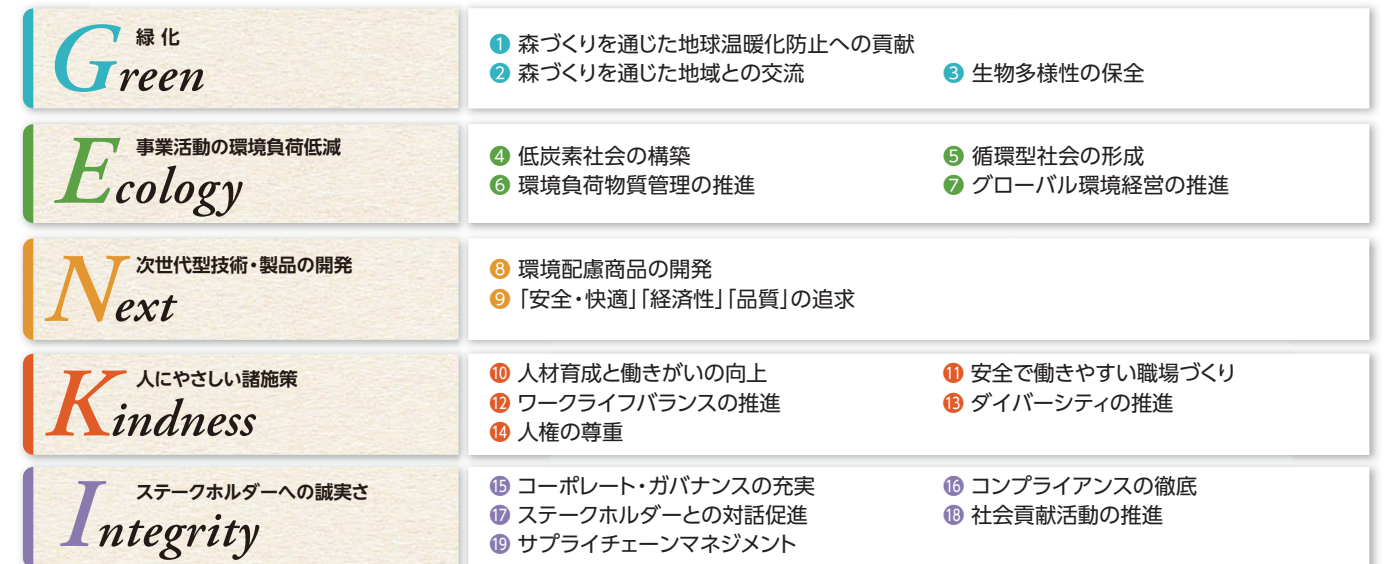 緑化
Green
❶ 森づくりを通じた地球温暖化防止への貢献
❷ 森づくりを通じた地域との交流 ❸ 生物多様性の保全
事業活動の環境負荷低減
Ecology
❹ 低炭素社会の構築 ❺ 循環型社会の形成
❻ 環境負荷物質管理の推進 ❼ グローバル環境経営の推進
次世代型技術・製品の開発
Next
❽ 環境配慮商品の開発
❾ 「安全・快適」「経済性」「品質」の追求
人にやさしい諸施策
Kindness
❿ 人材育成と働きがいの向上 ⓫ 安全で働きやすい職場づくり
⓬ ワークライフバランスの推進 ⓭ ダイバーシティの推進
⓮ 人権の尊重
ステークホルダーへの誠実さ
Integrity
⓯ コーポレート・ガバナンスの充実 ⓰ コンプライアンスの徹底
⓱ ステークホルダーとの対話促進 ⓲ 社会貢献活動の推進
⓳ サプライチェーンマネジメント